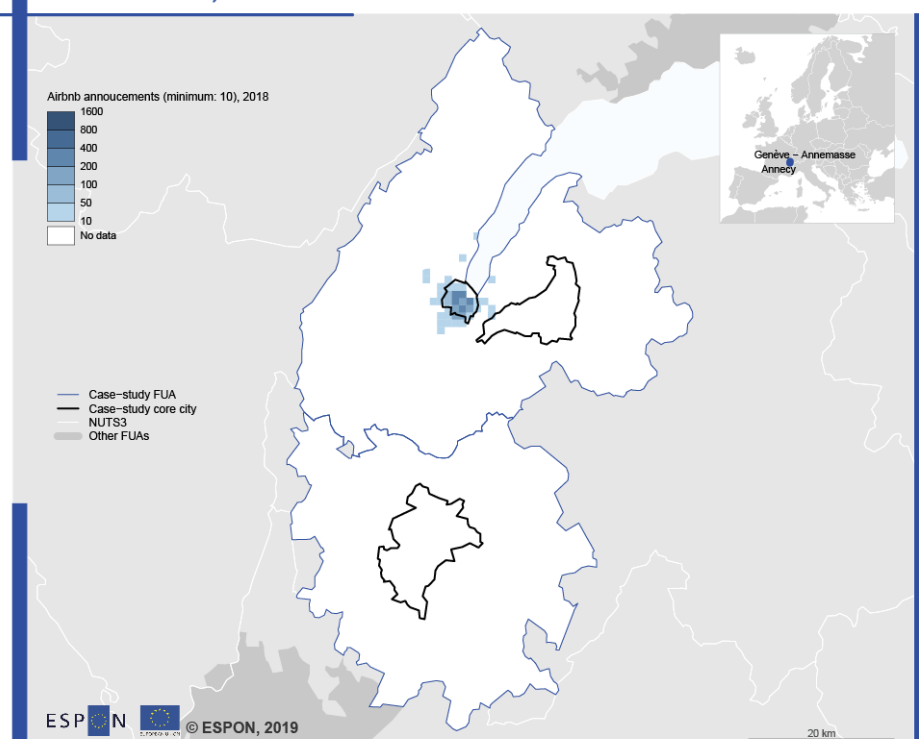 Airbnb annoucements (minimum: 10), 2018
1600
800
400
200
100
50
10
No data
Genève – Annemasse
Annecy
Case–study FUA
Case–study core city
NUTS3
Other FUAs
ESPON
© ESPON, 2019
20 km